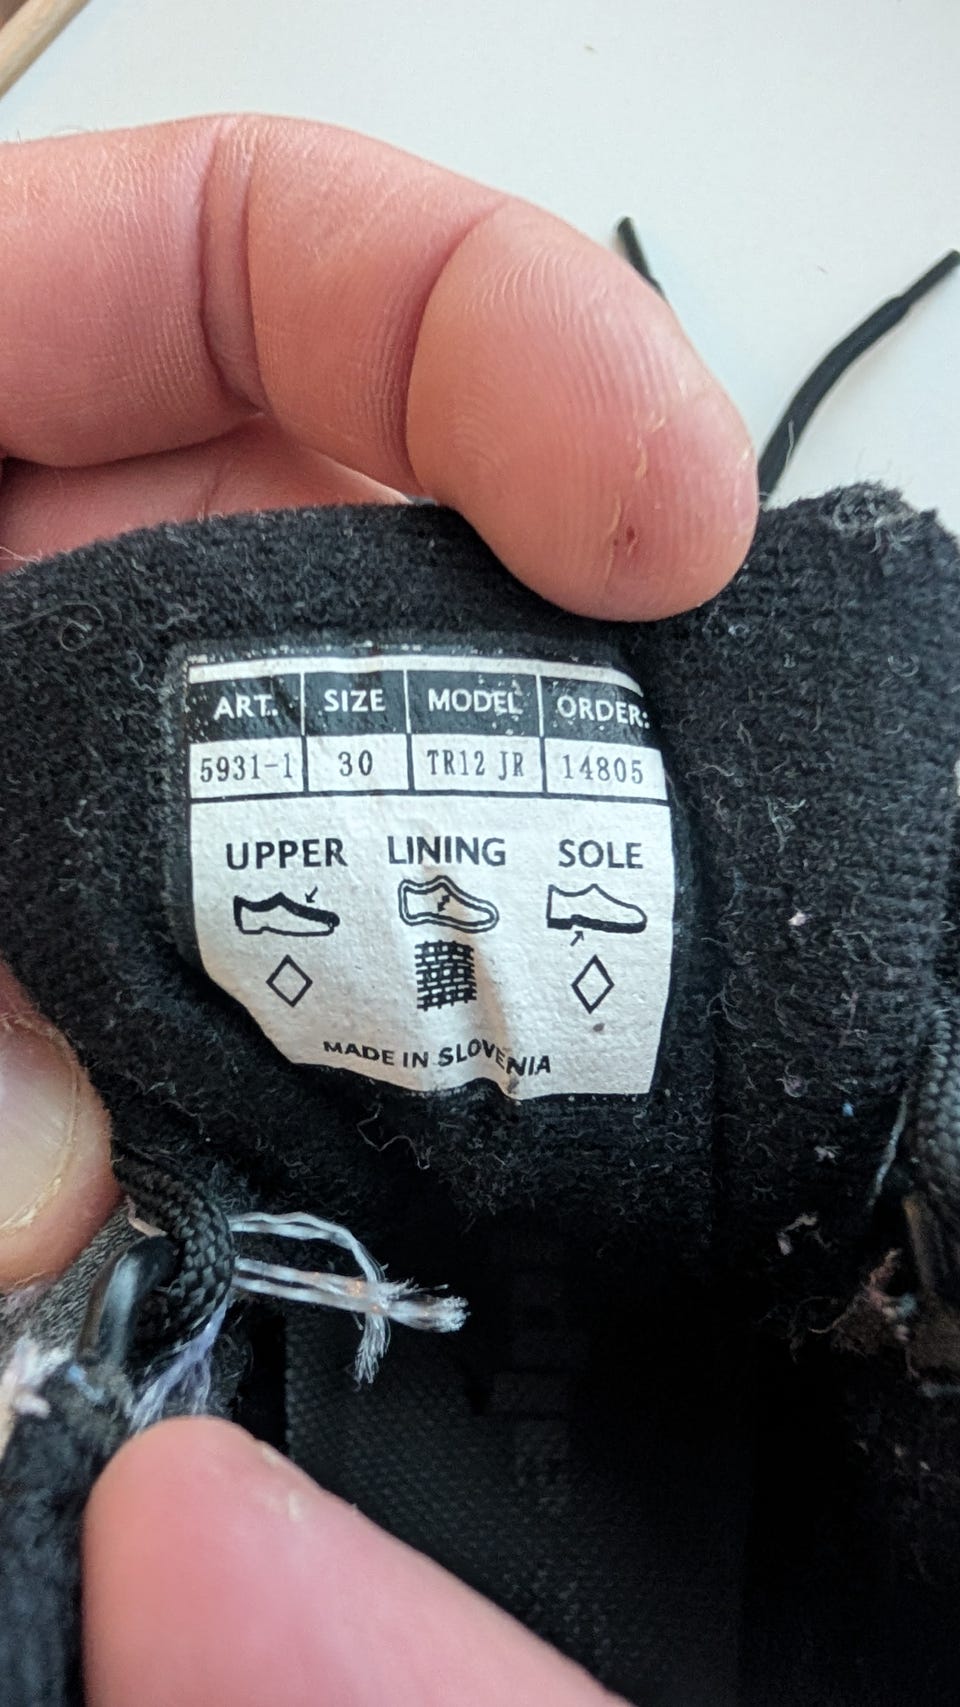 ART. SIZE MODEL ORDER:
5931-1 30 TR12 JR 14805
UPPER LINING SOLE
MADE IN SLOVENIA